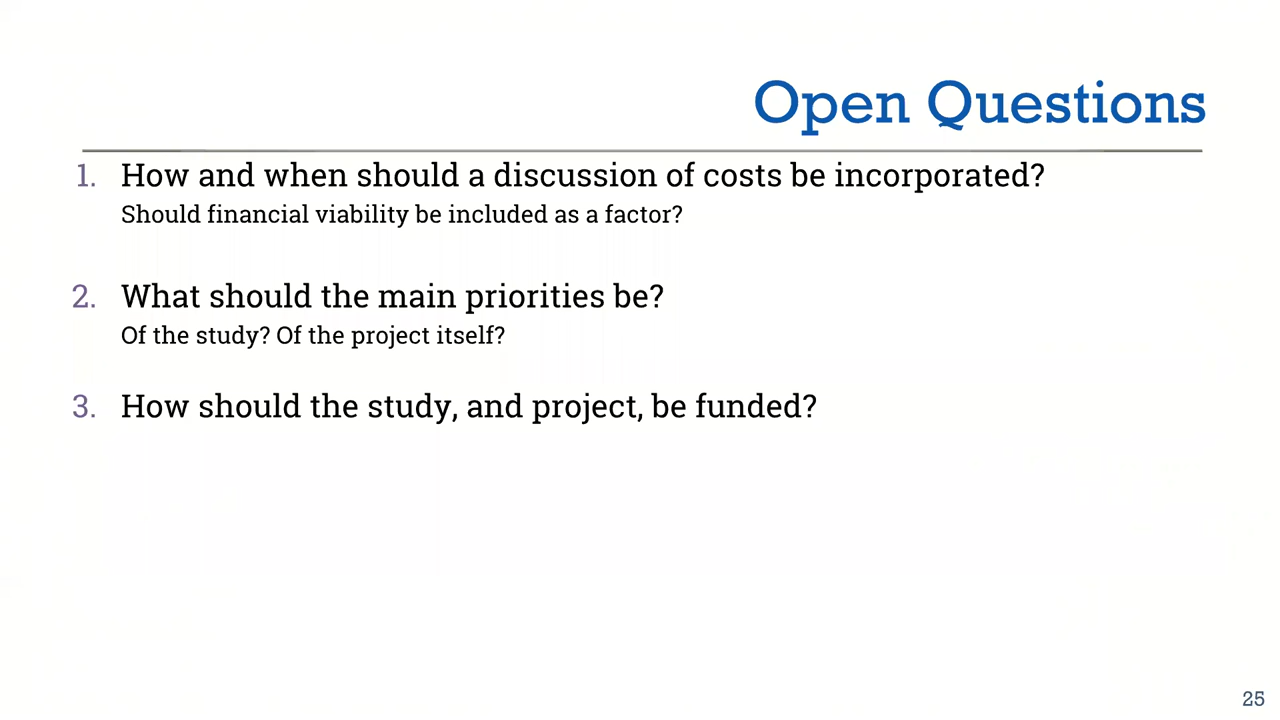 Open Questions
1. How and when should a discussion of costs be incorporated?
Should financial viability be included as a factor?
2. What should the main priorities be?
Of the study? Of the project itself?
3. How should the study, and project, be funded?
25